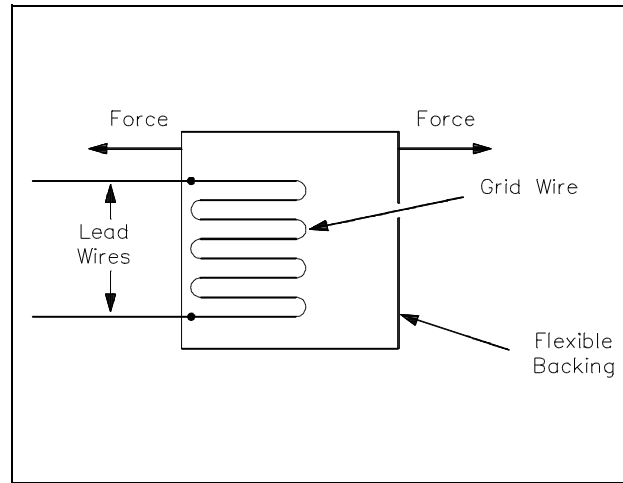 Force
Force
Grid Wire
Lead
Wires
Flexible
Backing